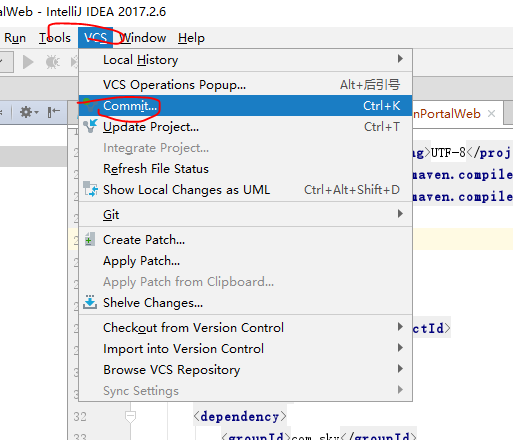 alWeb - IntelliJ IDEA 2017.2.6
Run Tools VCS Window Help
Local History
VCS Operations Popup... Alt+后引号
Commit... Ctrl+K
nPortalWeb
Update Project... Ctrl+T
ng>UTF-8</proj
Integrate Project...
maven.compile
Refresh File Status
maven.compile
Show Local Changes as UML Ctrl+Alt+Shift+D
Git
Create Patch...
Apply Patch...
Apply Patch from Clipboard...
Shelve Changes...
Checkout from Version Control
ctId>
Import into Version Control
Browse VCS Repository
Sync Settings
32 <dependency>
<groupId>com.sky</groupId>